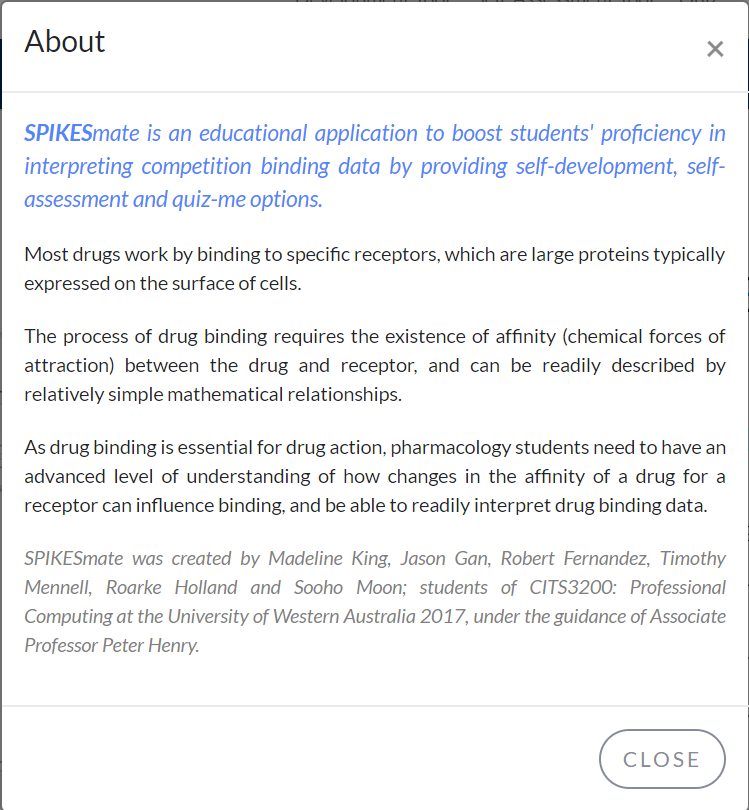 About
×
SPIKESmate is an educational application to boost students' proficiency in
interpreting competition binding data by providing self-development, self-
assessment and quiz-me options.
Most drugs work by binding to specific receptors, which are large proteins typically
expressed on the surface of cells.
The process of drug binding requires the existence of affinity (chemical forces of
attraction) between the drug and receptor, and can be readily described by
relatively simple mathematical relationships.
As drug binding is essential for drug action, pharmacology students need to have an
advanced level of understanding of how changes in the affinity of a drug for a
receptor can influence binding, and be able to readily interpret drug binding data.
SPIKESmate was created by Madeline King, Jason Gan, Robert Fernandez, Timothy
Mennell, Roarke Holland and Sooho Moon; students of CITS3200: Professional
Computing at the University of Western Australia 2017, under the guidance of Associate
Professor Peter Henry.
CLOSE